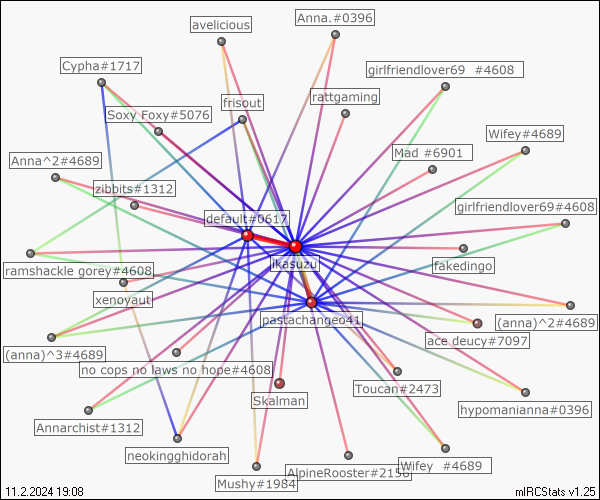 avelicious
Anna.#0396
Cypha#1717
girlfriendlover69 #4608
frisout
rattgaming
Soxy Foxy#5076
Wifey#4689
Mad #6901
Anna^2#4689
zibbits#1312
default#0617
girlfriendlover69#4608
ikasuzu
ramshackle gorey#4608
fakedingo
xenoyaut
pastachangeo41
(anna)^2#4689
ace deucy#7097
(anna)^3#4689
no cops no laws no hope#4608
Toucan#2473
Skalman
hypomanianna#0396
Annarchist#1312
neokingghidorah
Mushy#1984
AlpineRooster#2156
Wifey #4689
11.2.2024 19:08
mIRCStats v1.25